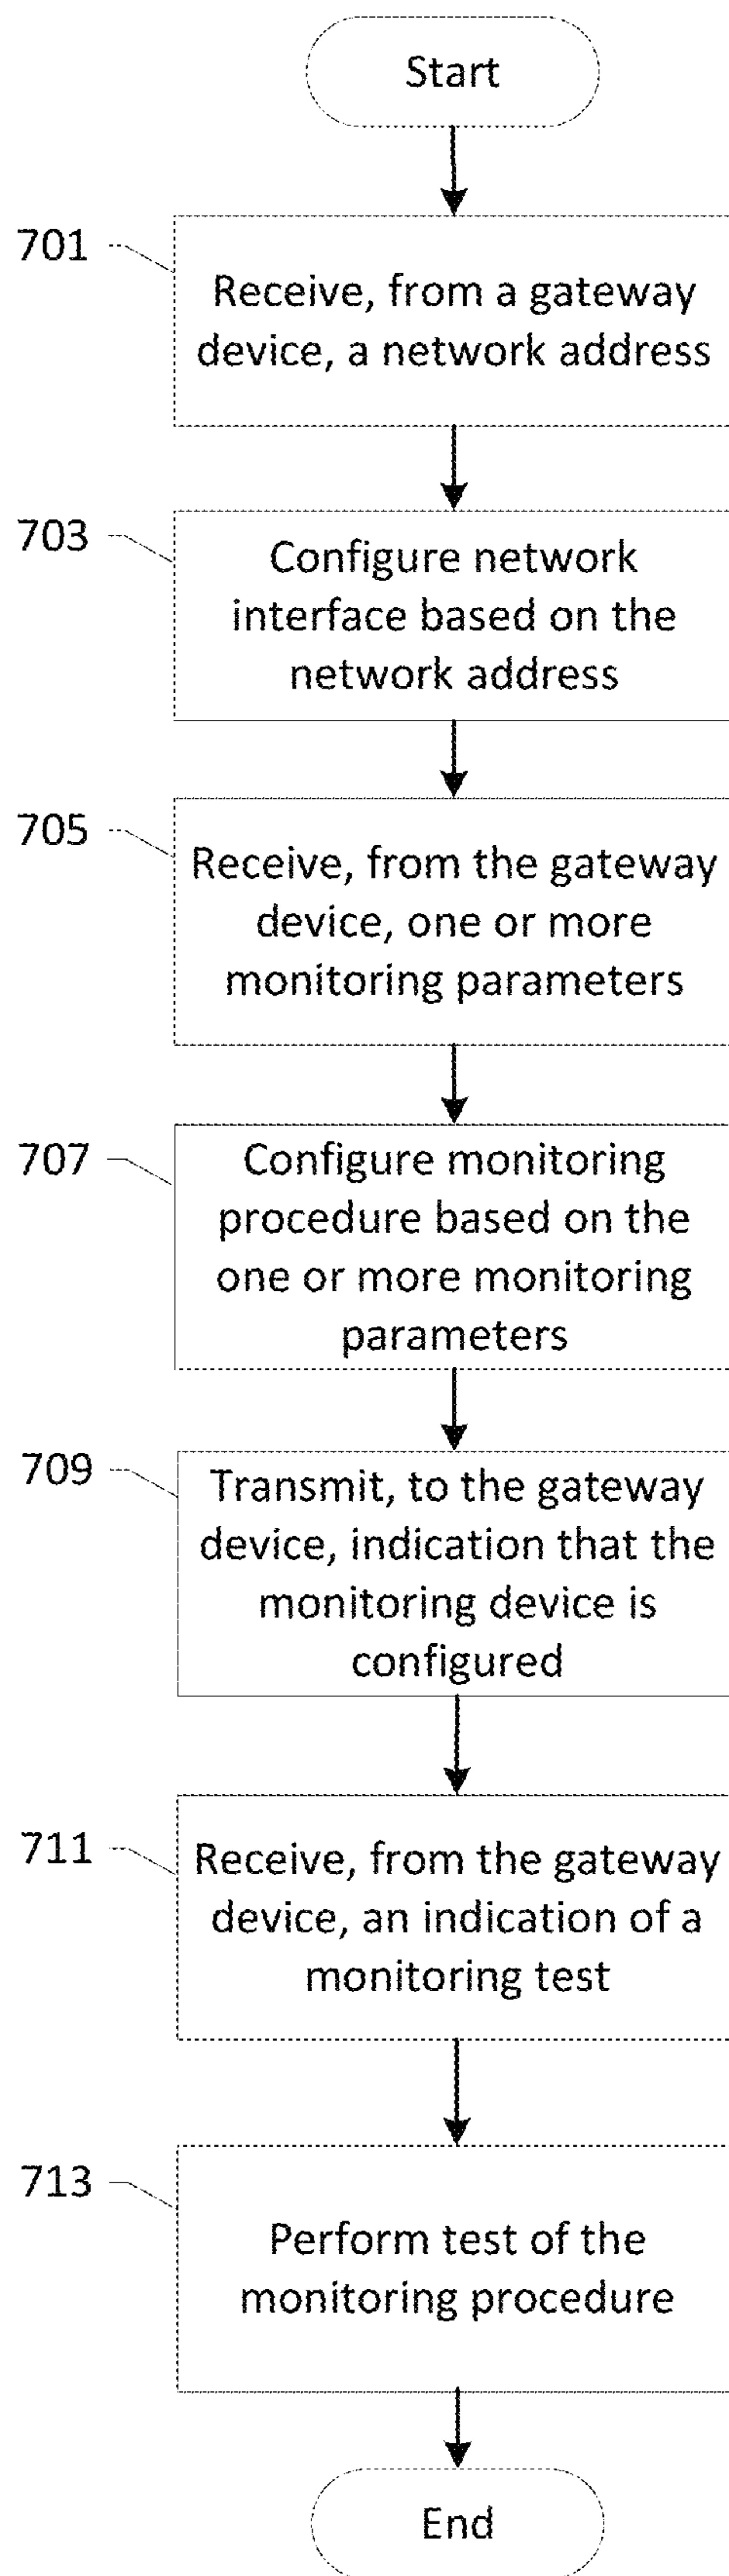 Start
701
Receive, from a gateway
device, a network address
703
Configure network
interface based on the
network address
705
Receive, from the gateway
device, one or more
monitoring parameters
707
Configure monitoring
procedure based on the
one or more monitoring
parameters
709
Transmit, to the gateway
device, indication that the
monitoring device is
configured
711
Receive, from the gateway
device, an indication of a
monitoring test
713
Perform test of the
monitoring procedure
End